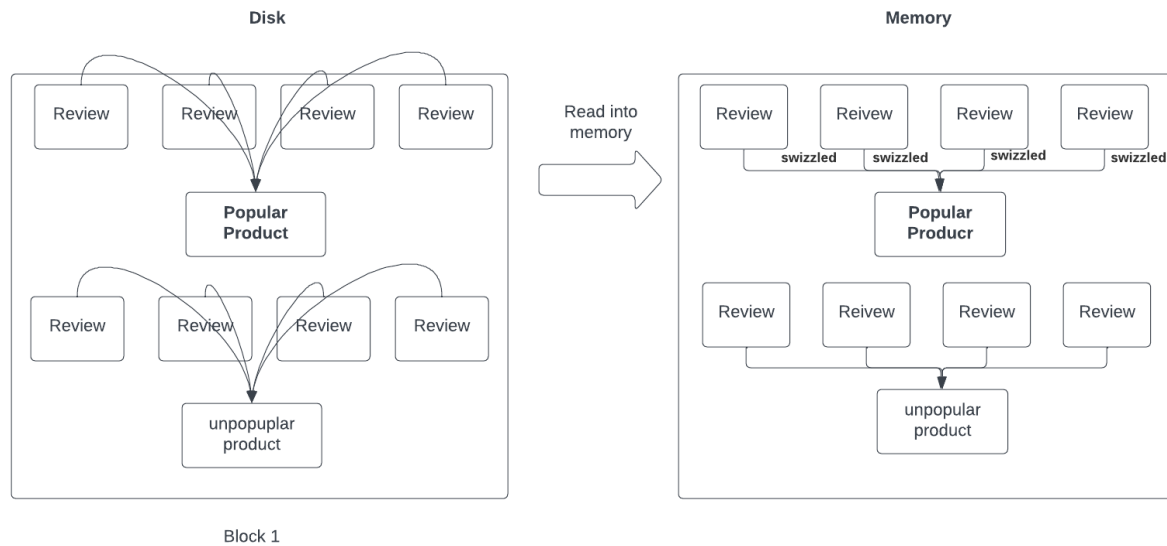 Disk
Memory
Review
Review
Review
Review
Read into
memory
Review
Reivew
Review
Review
swizzled
swizzled
swizzled
swizzled
Popular
Product
Popular
Producr
Review
Review
Review
Review
Review
Reivew
Review
Review
unpopuplar
product
unpopular
product
Block 1